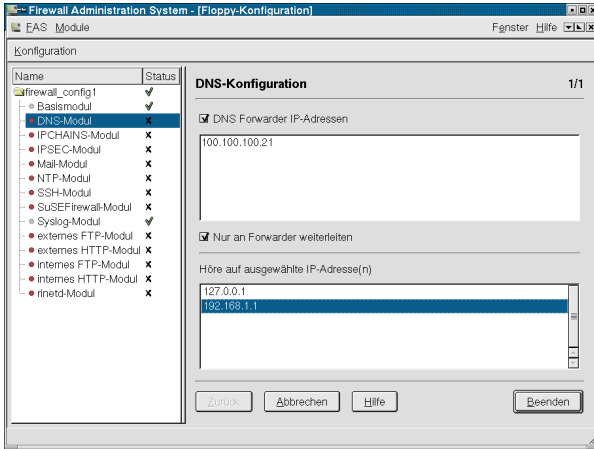 Firewall Administration System - [Floppy-Konfiguration]
FAS Module Fenster Hilfe
Konfiguration
Name Status
firewall_config1
Basismodul
DNS-Modul
IPCHAINS-Modul
IPSEC-Modul
Mail-Modul
NTP-Modul
SSH-Modul
SuSEFirewall-Modul
Syslog-Modul
externes FTP-Modul
externes HTTP-Modul
internes FTP-Modul
internes HTTP-Modul
rinetd-Modul
DNS-Konfiguration 1/1
DNS Forwarder IP-Adressen
100.100.100.21
Nur an Forwarder weiterleiten
Höre auf ausgewählte IP-Adresse(n)
127.0.0.1
192.168.1.1
Zurück Abbrechen Hilfe Beenden